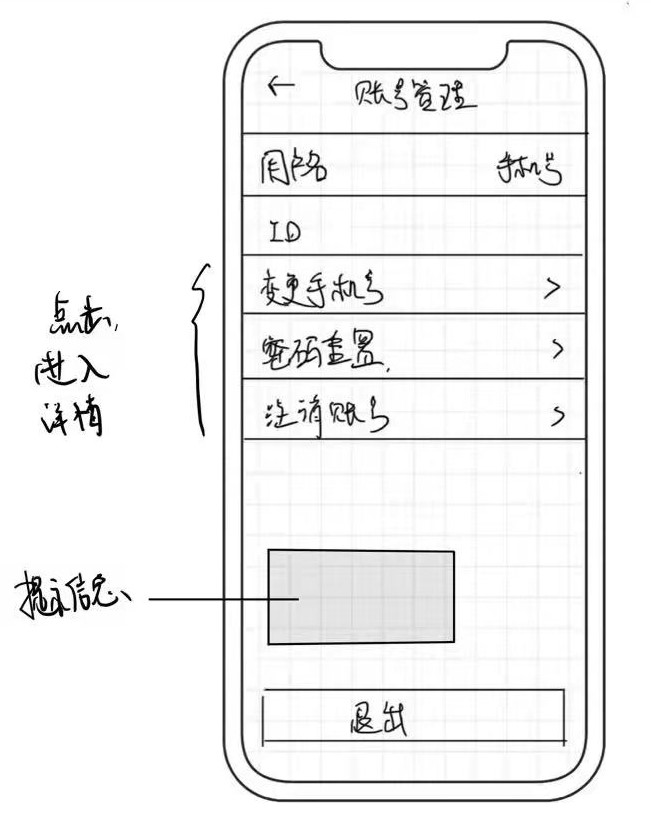 账号管理
用户名 手机号
ID
变更手机号
密码重置
注销账号
点击,
进入
详情
提示信息
退出